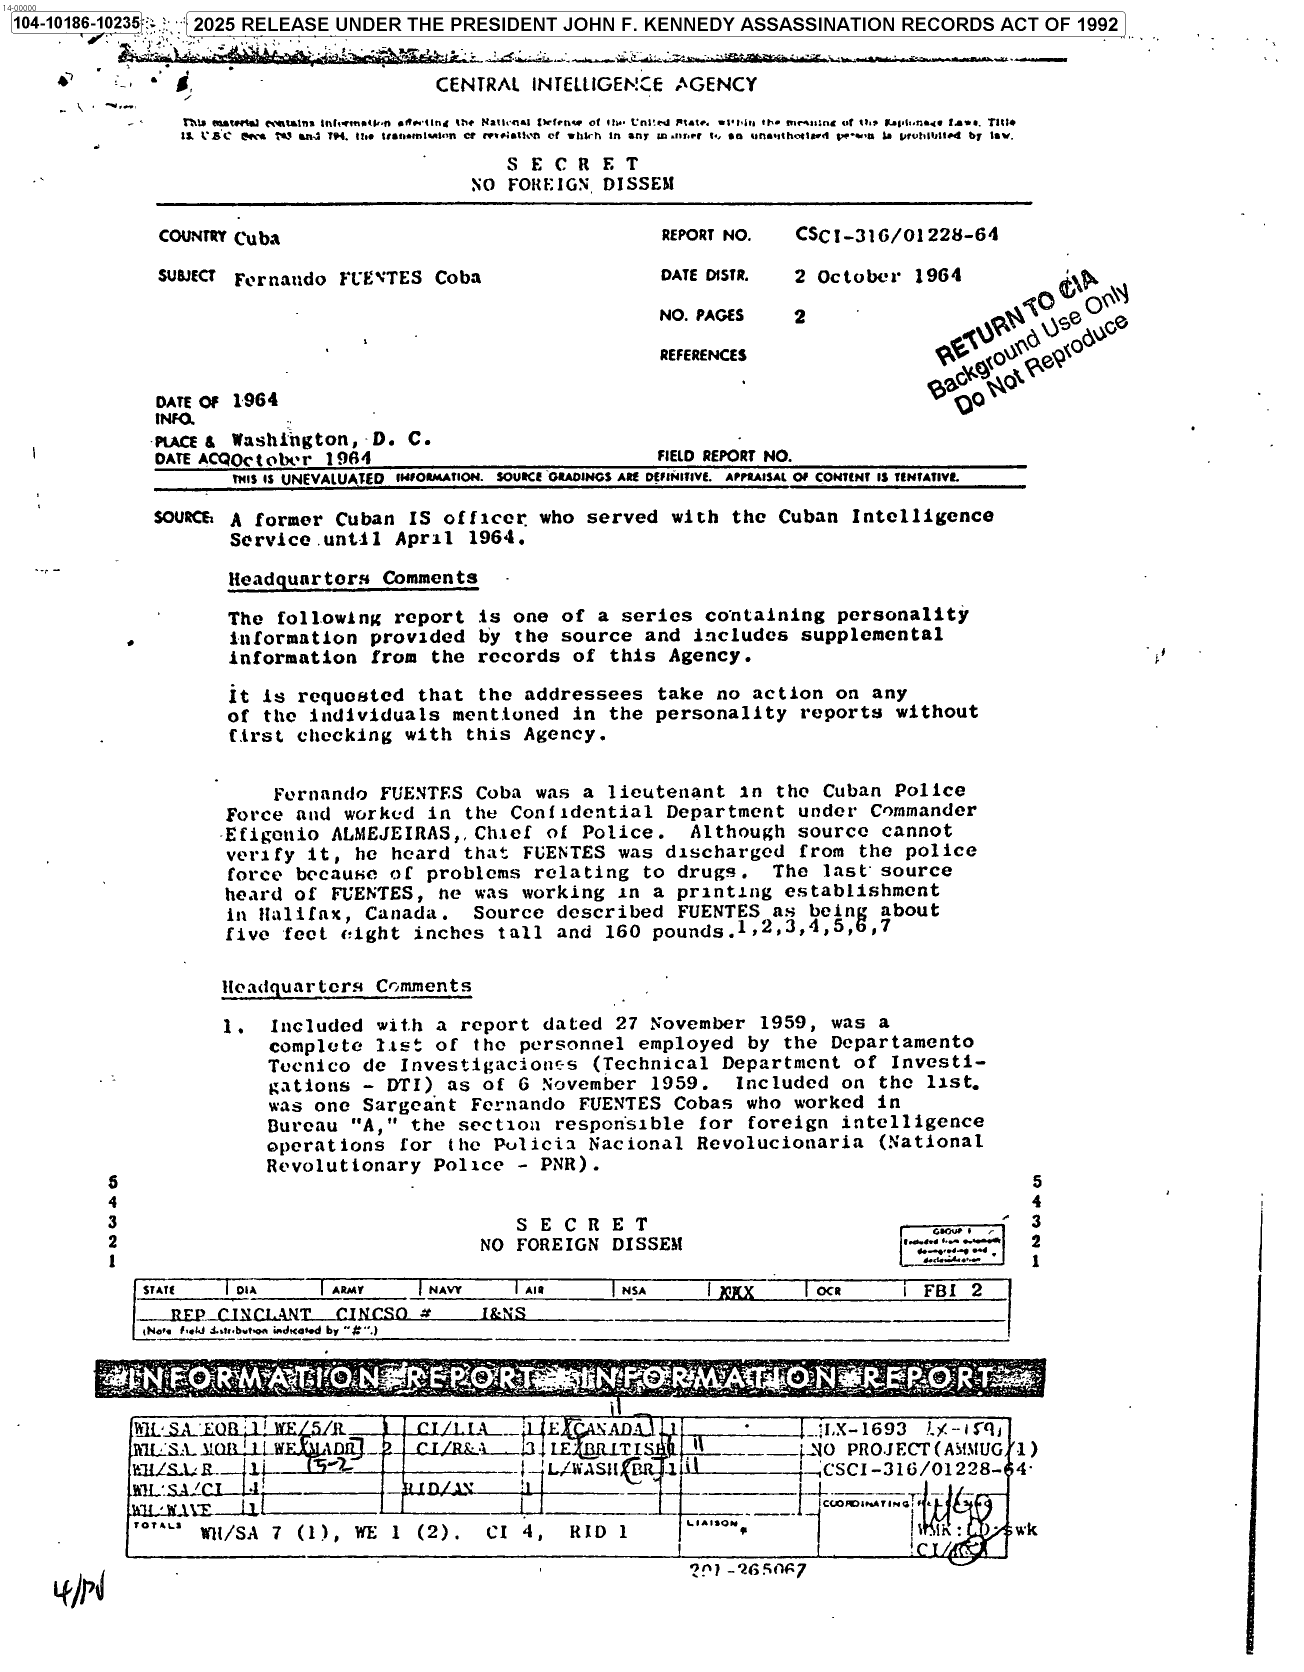 14-00000
104-10186-10235
2025 RELEASE UNDER THE PRESIDENT JOHN F. KENNEDY ASSASSINATION RECORDS ACT OF 1992
CENTRAL INTELLIGENCE AGENCY
This material contains information affecting the National Defense of the United States within the meaning of the Espionage Laws, Title
18, U.S.C. Secs. 793 and 794, the transmission or revelation of which in any manner to an unauthorized person is prohibited by law.
S E C R E T
NO FOREIGN DISSEM
COUNTRY Cuba
REPORT NO. CSCI-316/01228-64
SUBJECT Fernando FUENTES Coba
DATE DISTR. 2 October 1964
NO. PAGES 2
REFERENCES
RETURN TO CIA
Background Use Only
Do Not Reproduce
DATE OF 1964
INFO.
PLACE & Washington, D. C.
DATE ACQ October 1964
FIELD REPORT NO.
THIS IS UNEVALUATED INFORMATION. SOURCE GRADINGS ARE DEFINITIVE. APPRAISAL OF CONTENT IS TENTATIVE.
SOURCE: A former Cuban IS officer who served with the Cuban Intelligence
Service until April 1964.
Headquarters Comments
The following report is one of a series containing personality
information provided by the source and includes supplemental
information from the records of this Agency.
It is requested that the addressees take no action on any
of the individuals mentioned in the personality reports without
first checking with this Agency.
Fernando FUENTES Coba was a lieutenant in the Cuban Police
Force and worked in the Confidential Department under Commander
Efigenio ALMEJEIRAS, Chief of Police. Although source cannot
verify it, he heard that FUENTES was discharged from the police
force because of problems relating to drugs. The last source
heard of FUENTES, he was working in a printing establishment
in Halifax, Canada. Source described FUENTES as being about
five feet eight inches tall and 160 pounds.1,2,3,4,5,6,7
Headquarters Comments
1. Included with a report dated 27 November 1959, was a
complete list of the personnel employed by the Departamento
Tecnico de Investigaciones (Technical Department of Investi-
gations - DTI) as of 6 November 1959. Included on the list
was one Sargeant Fernando FUENTES Cobas who worked in
Bureau "A," the section responsible for foreign intelligence
operations for the Policia Nacional Revolucionaria (National
Revolutionary Police - PNR).
5 5
4 4
3 3
2 2
1 1
S E C R E T
NO FOREIGN DISSEM
GROUP 1
Excluded from automatic
downgrading and
declassification
STATE DIA ARMY NAVY AIR NSA XXX OCR FBI 2
REP CINCLANT CINCSO # I&NS
(Note: Field distribution indicated by "#".)
INFORMATION REPORT INFORMATION REPORT
WH/SA/EOB 1 WE/5/R 1 CI/LIA 1 E/CANADA 1 LX-1693 LX-1591
WH/SA/MOB 1 WE/MADR 2 CI/R&A 3 IE/BRITISH 11 NO PROJECT (AMMUG/1)
WH/SA/R 1 (5-2 L/WASH(BR) 1 11 CSCI-316/01228-64
WH/SA/CI 4 RID/AN 1
WH/WAVE 1
COORDINATING
TOTALS WH/SA 7 (1), WE 1 (2). CI 4, RID 1
LIAISON
WMK: LD: swk
201-265067
4/PV